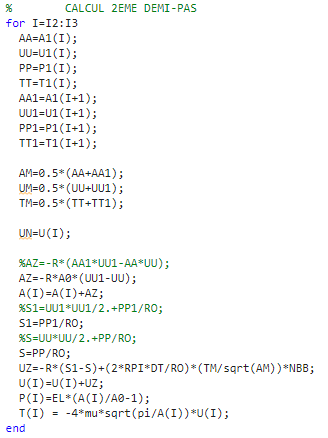 %       CALCUL 2EME DEMI-PAS
for I=I2:I3
  AA=A1(I);
  UU=U1(I);
  PP=P1(I);
  TT=T1(I);
  AA1=A1(I+1);
  UU1=U1(I+1);
  PP1=P1(I+1);
  TT1=T1(I+1);

  AM=0.5*(AA+AA1);
  UM=0.5*(UU+UU1);
  TM=0.5*(TT+TT1);

  UN=U(I);

  %AZ=-R*(AA1*UU1-AA*UU);
  AZ=-R*A0*(UU1-UU);
  A(I)=A(I)+AZ;
  %S1=UU1*UU1/2.+PP1/RO;
  S1=PP1/RO;
  %S=UU*UU/2.+PP/RO;
  S=PP/RO;
  UZ=-R*(S1-S)+(2*RPI*DT/RO)*(TM/sqrt(AM))*NBB;
  U(I)=U(I)+UZ;
  P(I)=EL*(A(I)/A0-1);
  T(I) = -4*mu*sqrt(pi/A(I))*U(I);
end